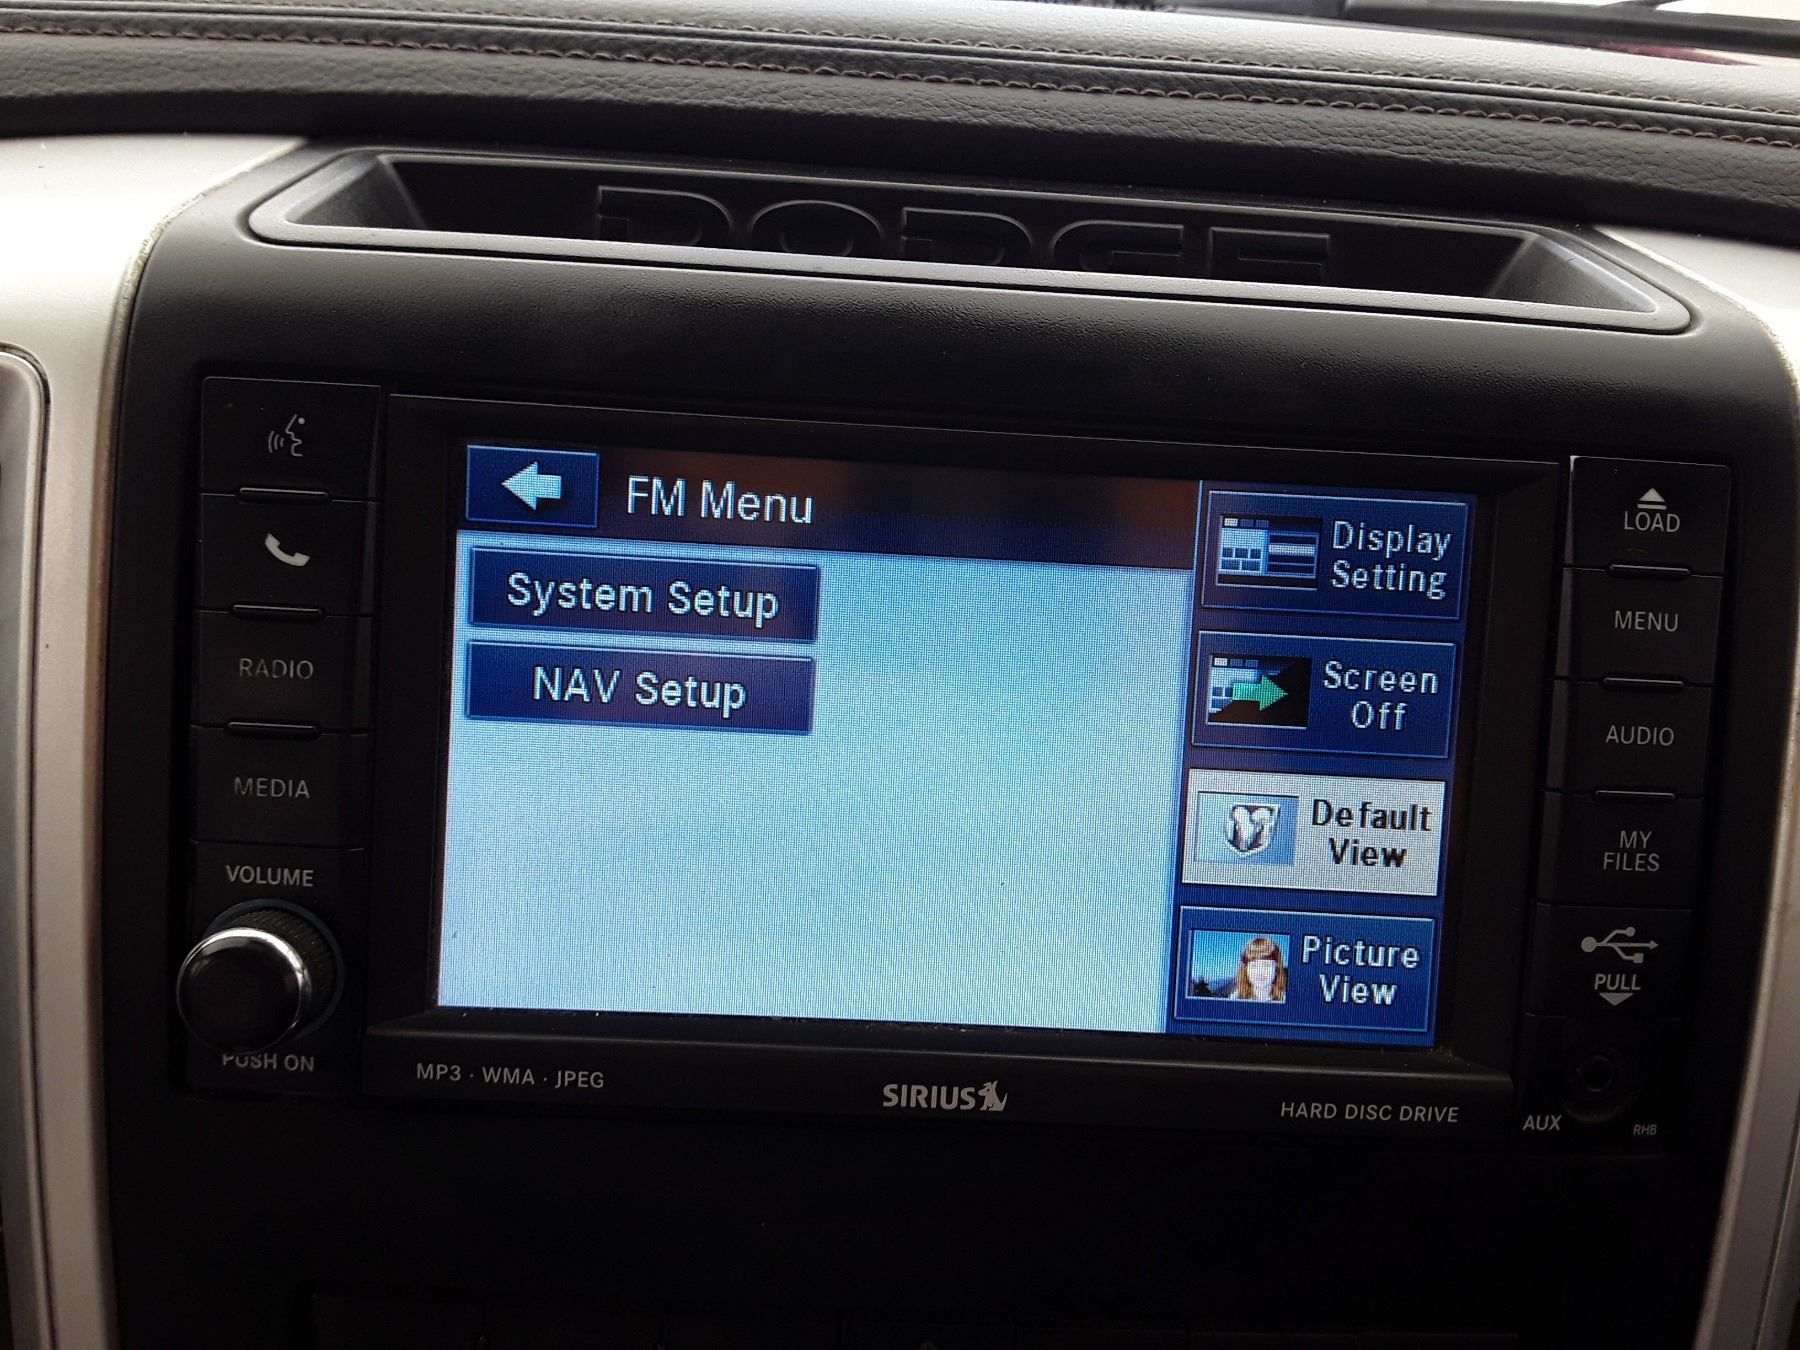 DODGE
LOAD
MENU
AUDIO
MY
FILES
PULL
AUX
RHB
RADIO
MEDIA
VOLUME
PUSH ON
FM Menu
System Setup
NAV Setup
Display
Setting
Screen
Off
Default
View
Picture
View
MP3 · WMA · JPEG
SIRIUS
HARD DISC DRIVE